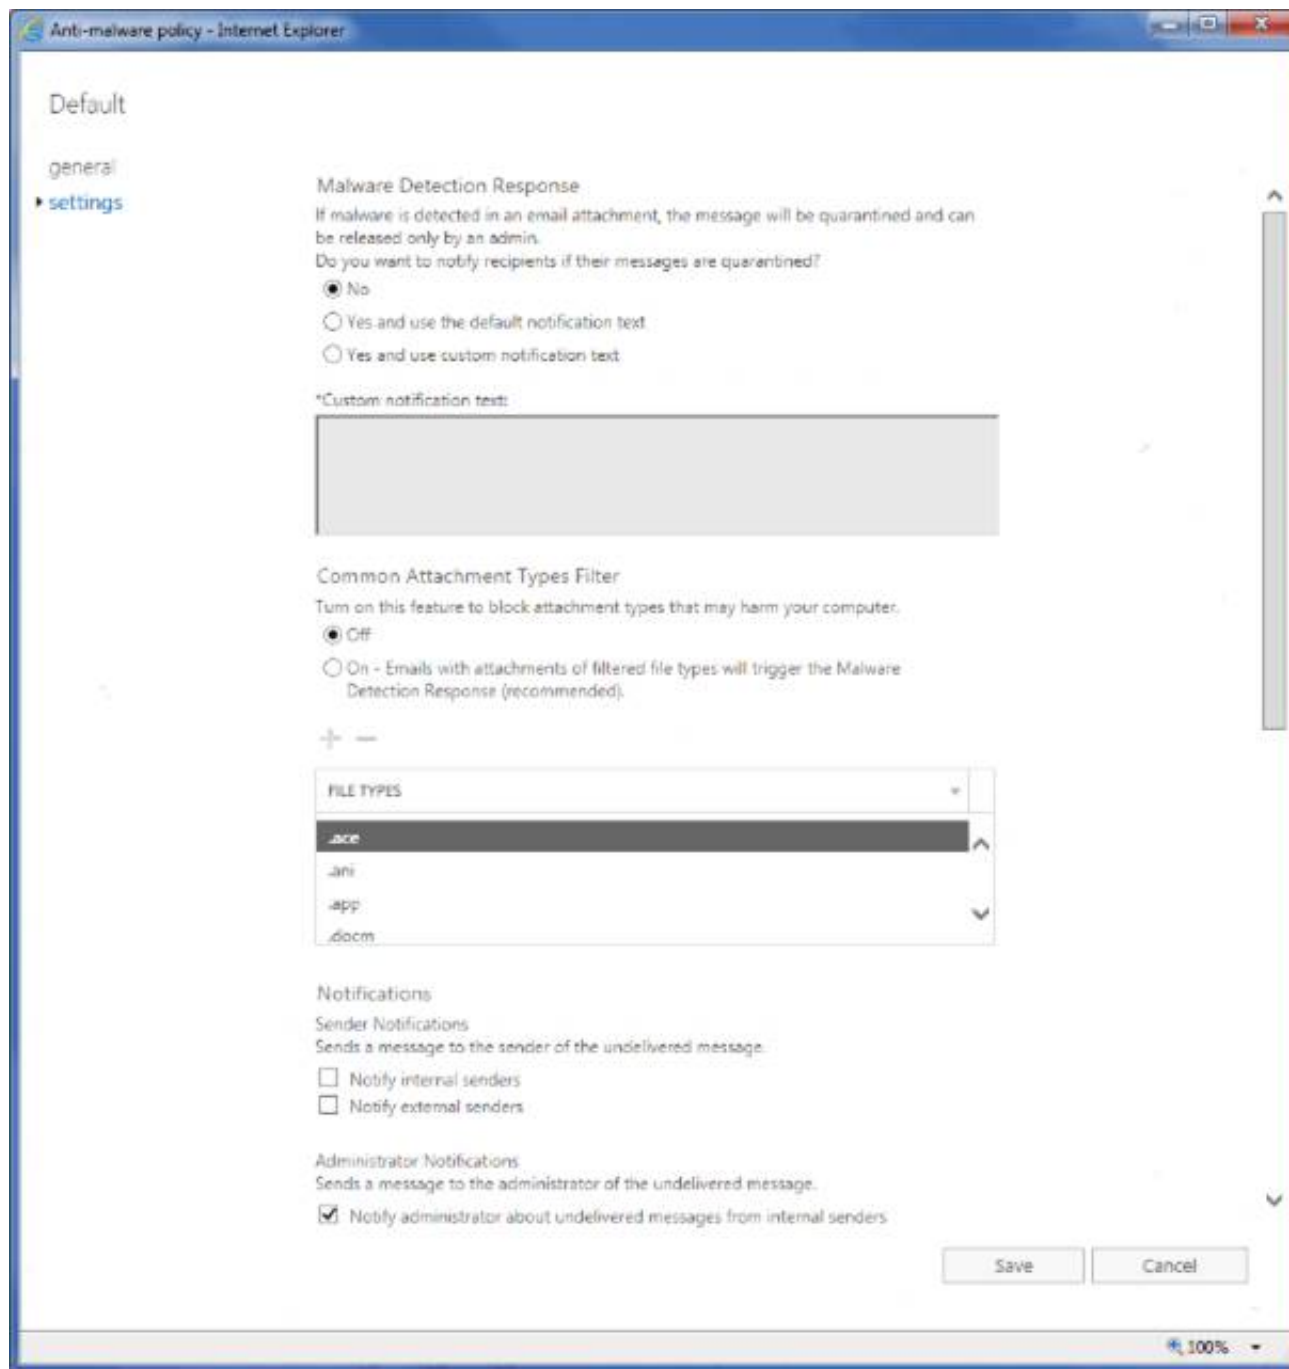 Anti-malware policy - Internet Explorer
Default
general
settings
Malware Detection Response
If malware is detected in an email attachment, the message will be quarantined and can
be released only by an admin.
Do you want to notify recipients if their messages are quarantined?
No
Yes and use the default notification text
Yes and use custom notification text
*Custom notification text:
Common Attachment Types Filter
Turn on this feature to block attachment types that may harm your computer.
Off
On - Emails with attachments of filtered file types will trigger the Malware
Detection Response (recommended).
FILE TYPES
.ace
.ani
.app
.docm
Notifications
Sender Notifications
Sends a message to the sender of the undelivered message.
Notify internal senders
Notify external senders
Administrator Notifications
Sends a message to the administrator of the undelivered message.
Notify administrator about undelivered messages from internal senders
Save Cancel
100%